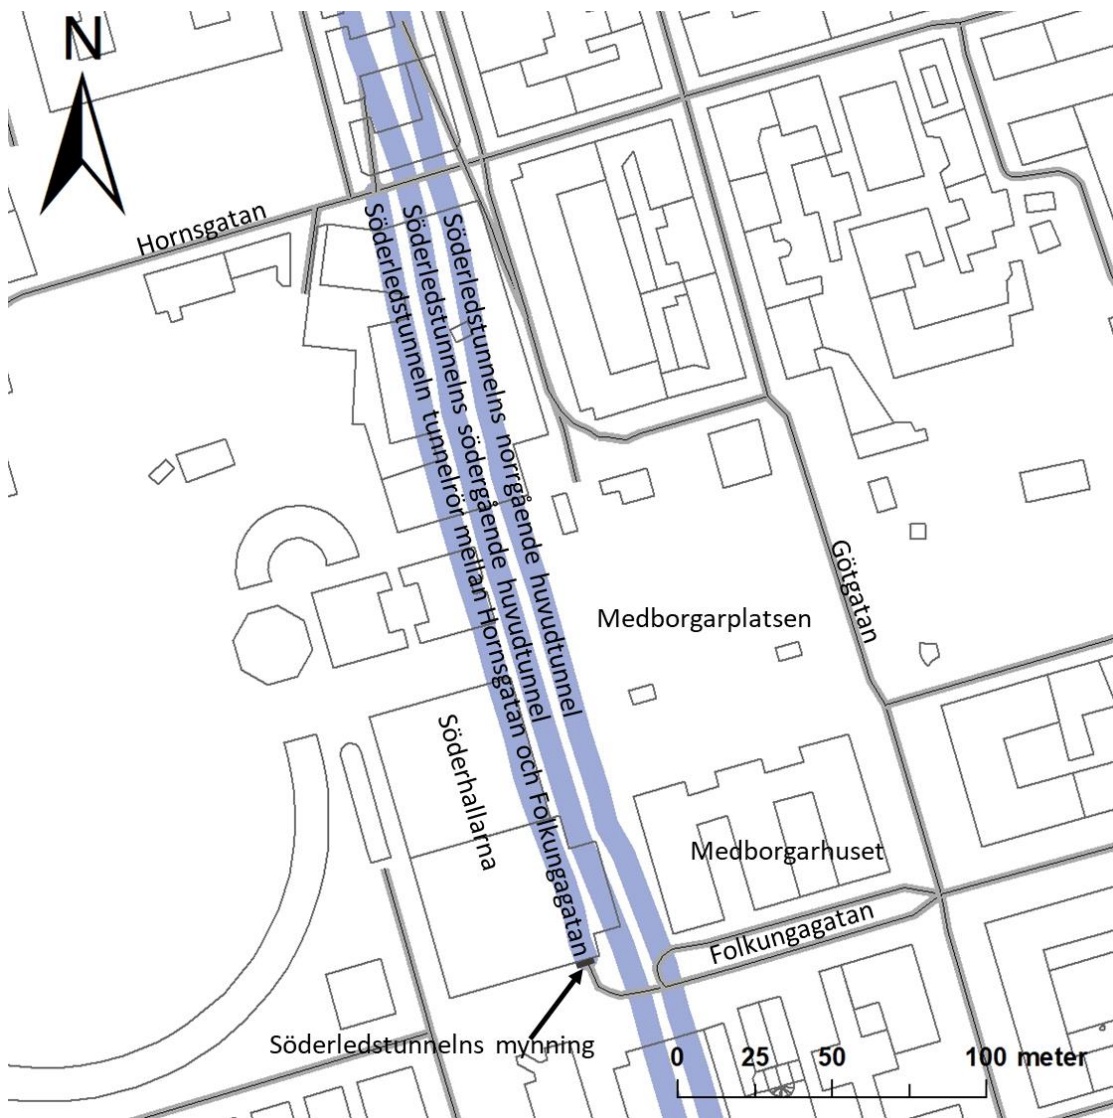 N
Hornsgatan
Söderledstunneln tunnelrör mellan Hornsgatan och Folkungagatan
Söderledstunnelns södergående huvudtunnel
Söderledstunnelns norrgående huvudtunnel
Götgatan
Medborgarplatsen
Söderhallarna
Medborgarhuset
Folkungagatan
Söderledstunnelns mynning
0 25 50 100 meter